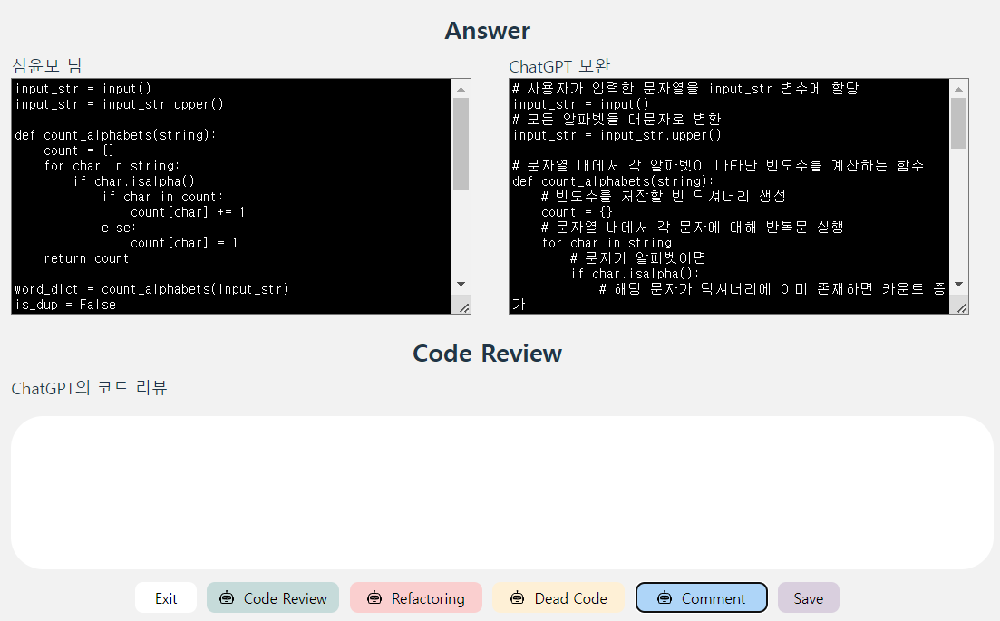 Answer
심윤보 님
input_str = input()
input_str = input_str.upper()
def count_alphabets(string):
    count = {}
    for char in string:
        if char.isalpha():
            if char in count:
                count[char] += 1
            else:
                count[char] = 1
    return count
word_dict = count_alphabets(input_str)
is_dup = False
ChatGPT 보완
# 사용자가 입력한 문자열을 input_str 변수에 할당
input_str = input()
# 모든 알파벳을 대문자로 변환
input_str = input_str.upper()
# 문자열 내에서 각 알파벳이 나타난 빈도수를 계산하는 함수
def count_alphabets(string):
    # 빈도수를 저장할 빈 딕셔너리 생성
    count = {}
    # 문자열 내에서 각 문자에 대해 반복문 실행
    for char in string:
        # 문자가 알파벳이면
        if char.isalpha():
            # 해당 문자가 딕셔너리에 이미 존재하면 카운트 증
가
Code Review
ChatGPT의 코드 리뷰
Exit
Code Review
Refactoring
Dead Code
Comment
Save